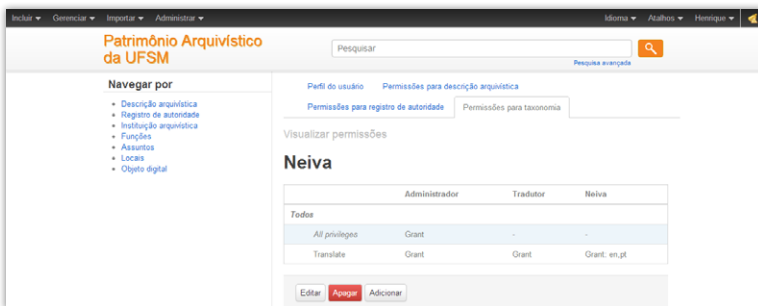 Incluir Gerenciar Importar Administrar Idioma Atalhos Henrique
Patrimônio Arquivístico
da UFSM
Pesquisar
Pesquisa avançada
Navegar por
Descrição arquivística
Registro de autoridade
Instituição arquivística
Funções
Assuntos
Locais
Objeto digital
Perfil do usuário Permissões para descrição arquivística
Permissões para registro de autoridade Permissões para taxonomia
Visualizar permissões
Neiva
Administrador Tradutor Neiva
Todos
All privileges Grant - -
Translate Grant Grant Grant: en,pt
Editar Apagar Adicionar